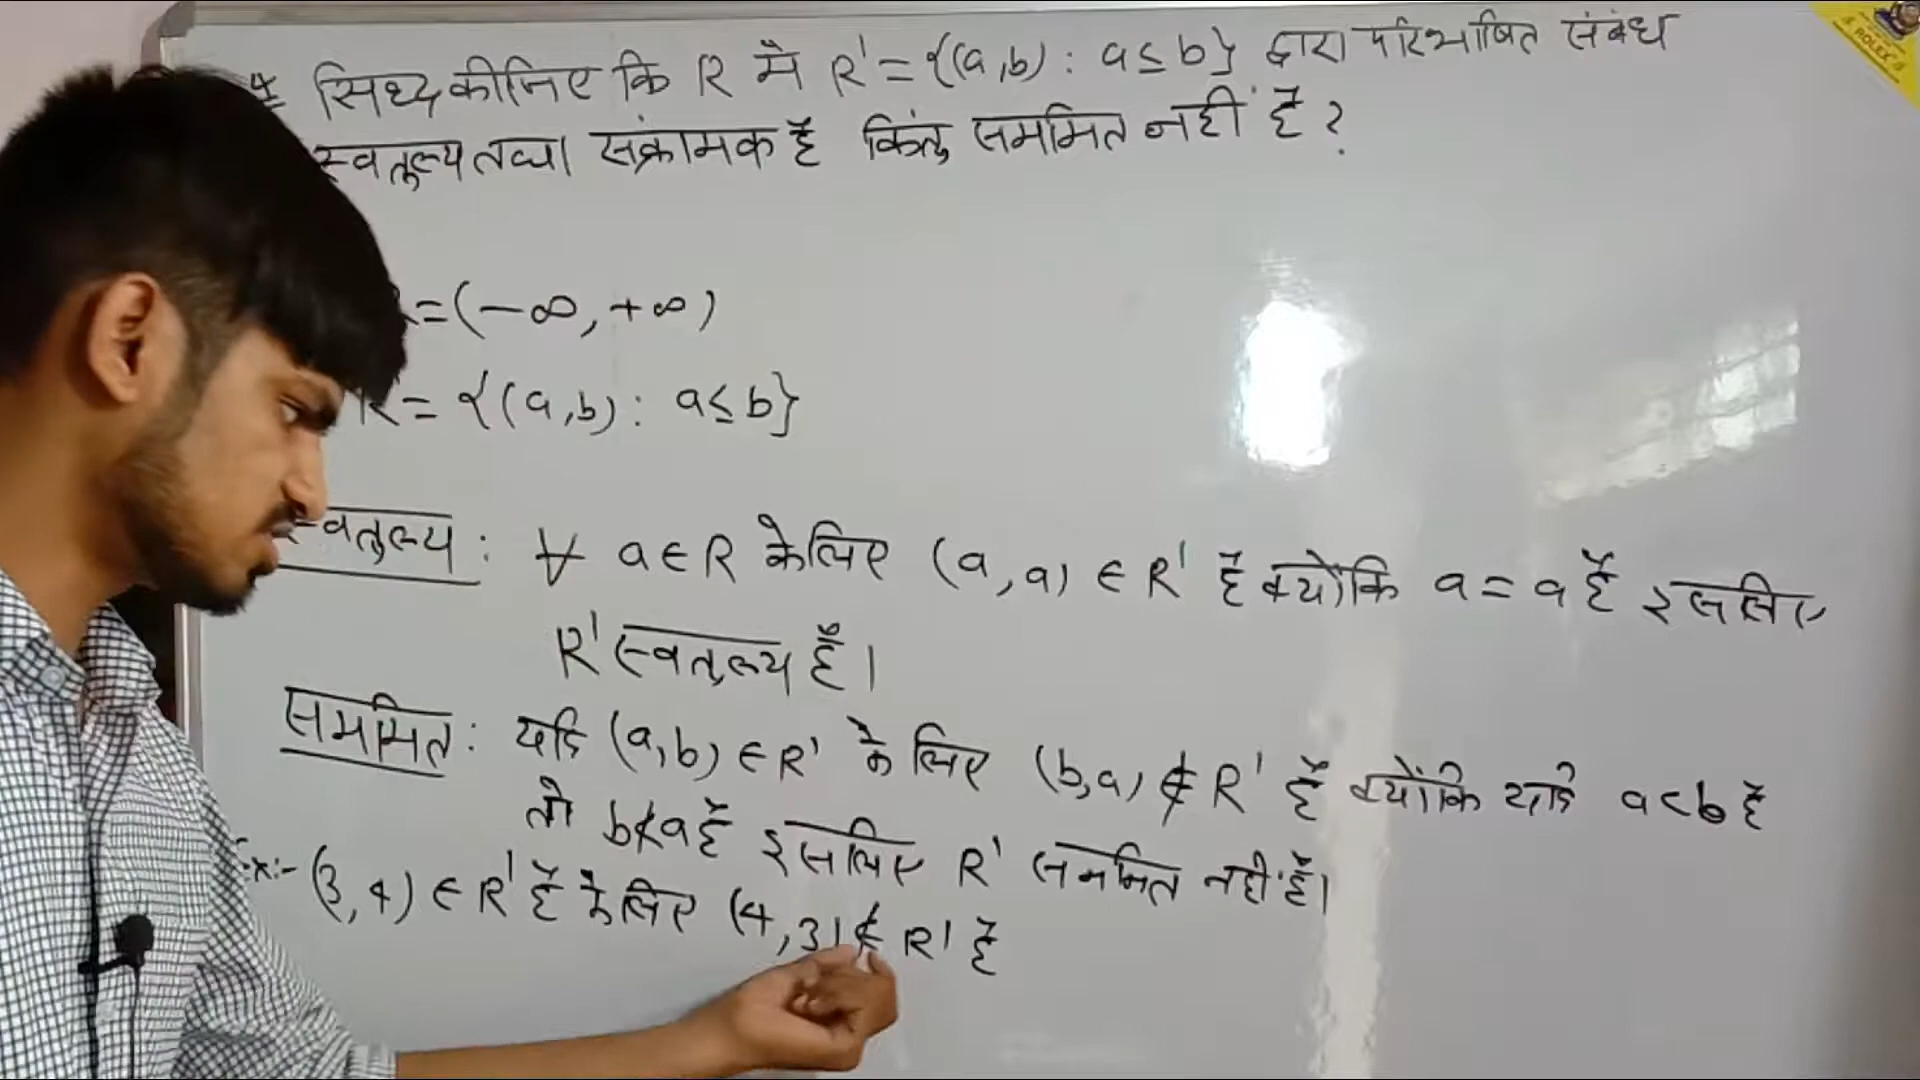 सिध्द कीजिए कि R मे R' = {(a,b) : a ≤ b} द्वारा परिभाषित संबंध
स्वतुल्य तथा संक्रामक है किंतु सममित नहीं है ?
ROLEX
= (-∞, +∞)
R = {(a,b) : a ≤ b}
स्वतुल्य : ∀ a ∈ R के लिए (a, a) ∈ R' है क्योंकि a = a है इसलिए
R' स्वतुल्य है।
सममित : यदि (a,b) ∈ R' के लिए (b,a) ∉ R' है क्योंकि यदि a < b है
तो b ≮ a है इसलिए R' सममित नहीं है।
Ex:- (3, 4) ∈ R' है के लिए (4, 3) ∉ R' है